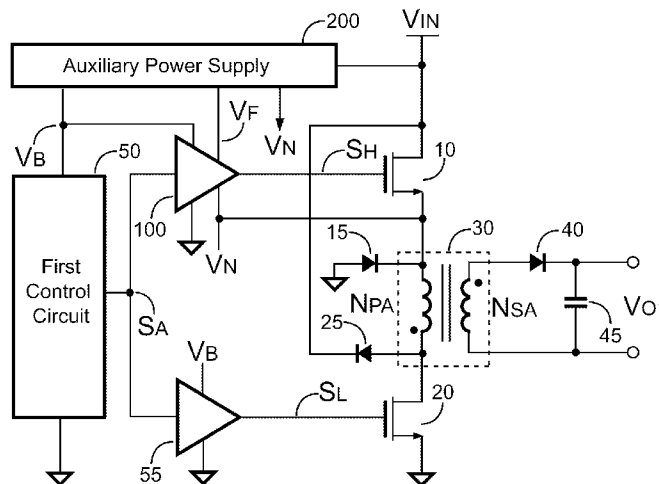 200
VIN
Auxiliary Power Supply
VF
VB
50
VN
SH
10
100
VN
15
30
40
First
Control
Circuit
NPA
NSA
VO
45
SA
25
VB
SL
20
55